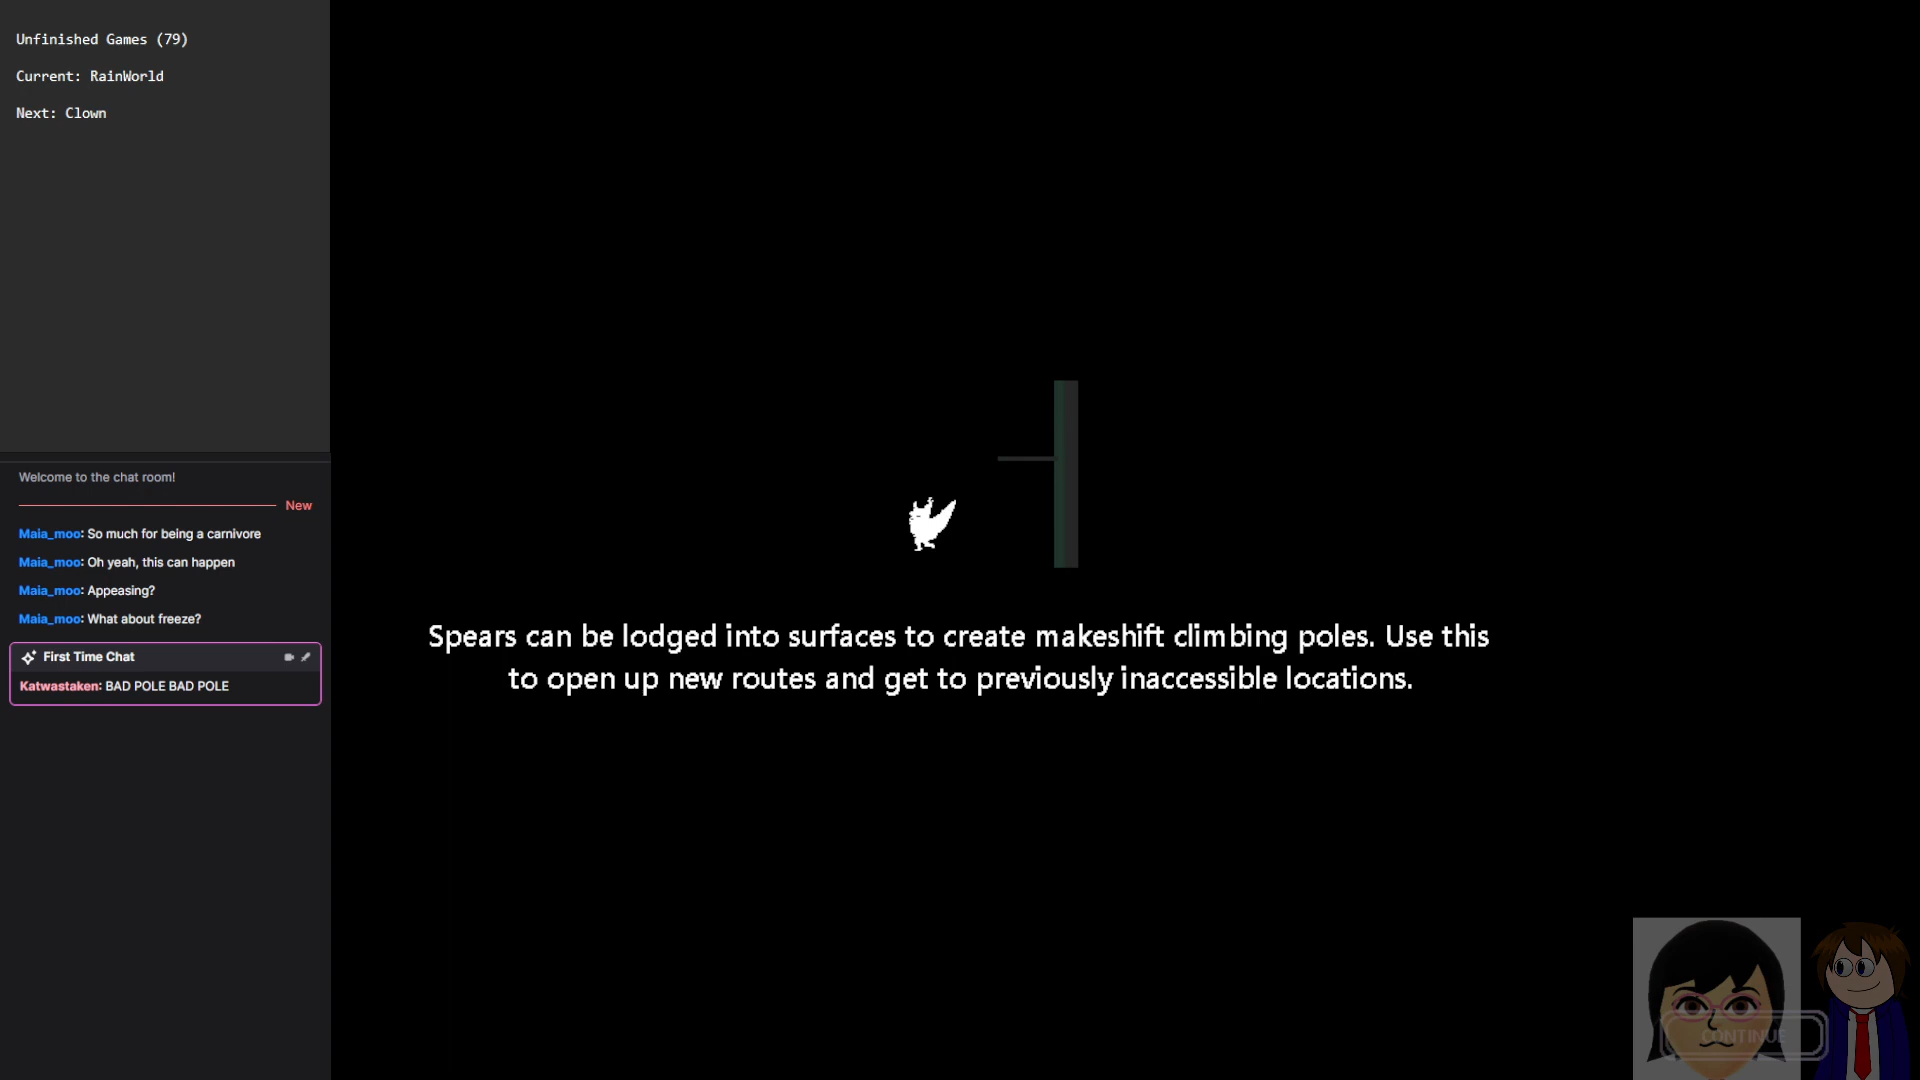 Unfinished Games (79)
Current: RainWorld
Next: Clown
Welcome to the chat room!
New
Maia_moo: So much for being a carnivore
Maia_moo: Oh yeah, this can happen
Maia_moo: Appeasing?
Maia_moo: What about freeze?
First Time Chat
Katwastaken: BAD POLE BAD POLE
Spears can be lodged into surfaces to create makeshift climbing poles. Use this
to open up new routes and get to previously inaccessible locations.
CONTINUE